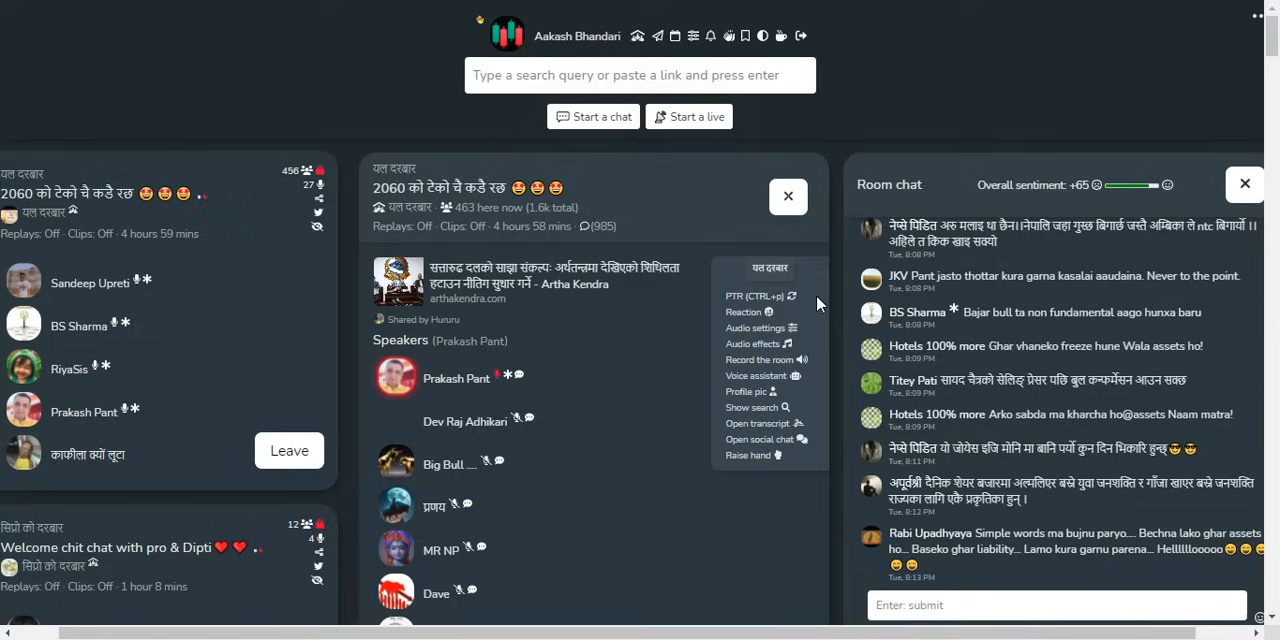 Aakash Bhandari
Type a search query or paste a link and press enter
Start a chat
Start a live
यल दरबार
456
2060 को टेको चै कडै रछ 🤩 🤩 🤩
27
यल दरबार
Replays: Off · Clips: Off · 4 hours 59 mins
Sandeep Upreti
BS Sharma
RiyaSis
Prakash Pant
काफीला क्यों लूटा
Leave
सिप्रो को दरबार
12
Welcome chit chat with pro & Dipti❤️ ❤️
4
सिप्रो को दरबार
Replays: Off · Clips: Off · 1 hour 8 mins
यल दरबार
2060 को टेको चै कडै रछ 🤩 🤩 🤩
यल दरबार · 463 here now (1.6k total)
Replays: Off · Clips: Off · 4 hours 58 mins · (985)
सत्तारुढ दलको साझा संकल्पः अर्थतन्त्रमा देखिएको शिथिलता
हटाउन नीतिग सुधार गर्ने - Artha Kendra
arthakendra.com
Shared by Hururu
Speakers (Prakash Pant)
Prakash Pant
Dev Raj Adhikari
Big Bull ....
प्रणय
MR NP
Dave
यल दरबार
PTR (CTRL+p)
Reaction
Audio settings
Audio effects
Record the room
Voice assistant
Profile pic
Show search
Open transcript
Open social chat
Raise hand
Room chat
Overall sentiment: +65
नेप्से पिडित अरु मलाइ था छैन।।नेपालि जहा गुच्छ बिगार्छ जस्तै अम्बिका ले ntc बिगार्यो ।।
अहिले त किक खाइ सक्यो
Tue, 8:08 PM
JKV Pant jasto thottar kura garna kasalai aaudaina. Never to the point.
Tue, 8:08 PM
BS Sharma * Bajar bull ta non fundamental aago hunxa baru
Tue, 8:08 PM
Hotels 100% more Ghar vhaneko freeze hune Wala assets ho!
Tue, 8:09 PM
Titey Pati सायद चैत्रको सेलिङ् प्रेसर पछि बुल कन्फर्मेसन आउन सक्छ
Tue, 8:09 PM
Hotels 100% more Arko sabda ma kharcha ho@assets Naam matra!
Tue, 8:09 PM
नेप्से पिडित यो जोयेस इजि मोनि मा बानि पर्यो कुन दिन भिकारि हुन्छ😎😎
Tue, 8:11 PM
अपूर्वश्री दैनिक शेयर बजारमा अल्मलिएर बस्ने युवा जनशक्ति र गाँजा खाएर बस्ने जनशक्ति
राज्यका लागि एकै प्रकृतिका हुन् ।
Tue, 8:12 PM
Rabi Upadhyaya Simple words ma bujnu paryo.... Bechna lako ghar assets
ho... Baseko ghar liability... Lamo kura garnu parena... Hellllllooooo😄 😄 😄
😄 😄
Tue, 8:13 PM
Enter: submit